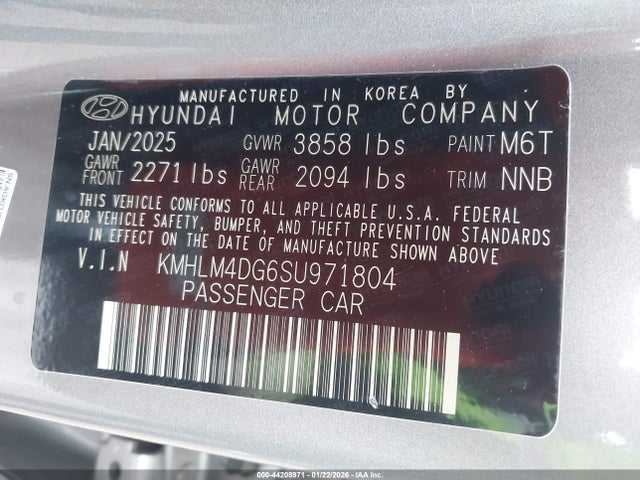 MANUFACTURED IN KOREA BY
HYUNDAI MOTOR COMPANY
JAN/2025 GVWR 3858 lbs PAINT M6T
GAWR FRONT 2271 lbs GAWR REAR 2094 lbs TRIM NNB
THIS VEHICLE CONFORMS TO ALL APPLICABLE U.S.A. FEDERAL
MOTOR VEHICLE SAFETY, BUMPER, AND THEFT PREVENTION STANDARDS
IN EFFECT ON THE DATE OF MANUFACTURE SHOWN ABOVE
V.I.N KMHLM4DG6SU971804
PASSENGER CAR
000-44208971 - 01/22/2026 - IAA Inc.